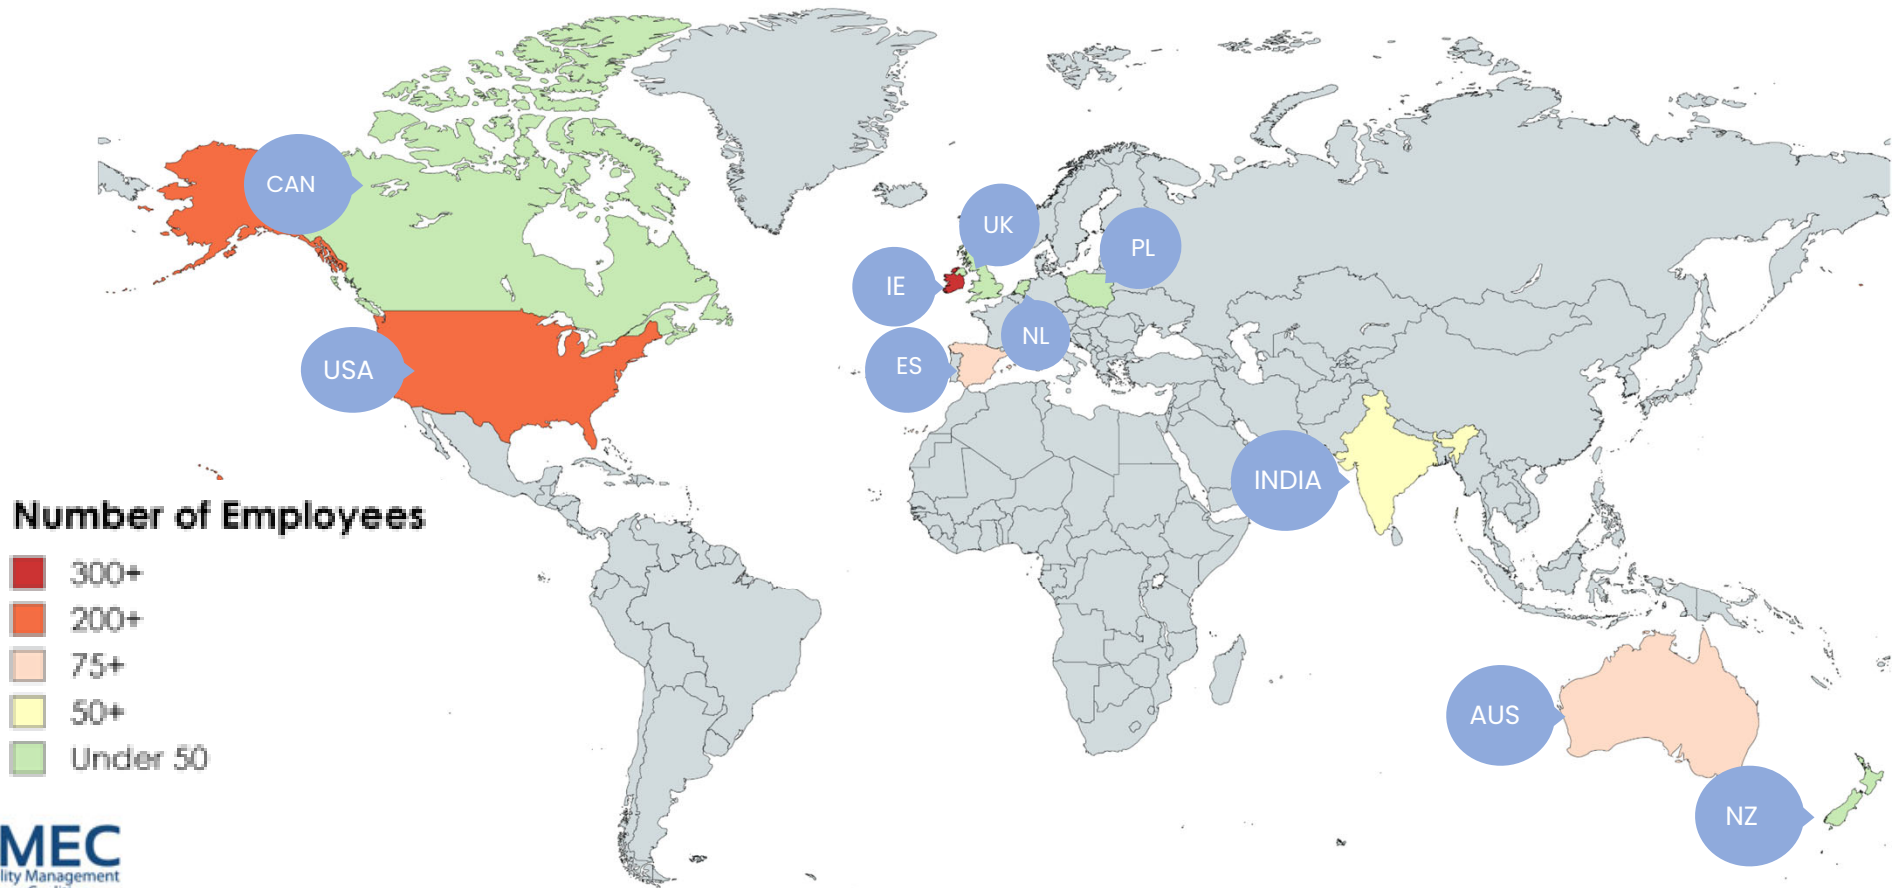 CAN
UK
PL
IE
NL
USA
ES
INDIA
Number of Employees
300+
200+
75+
50+
Under 50
AUS
NZ
MEC
lity Management